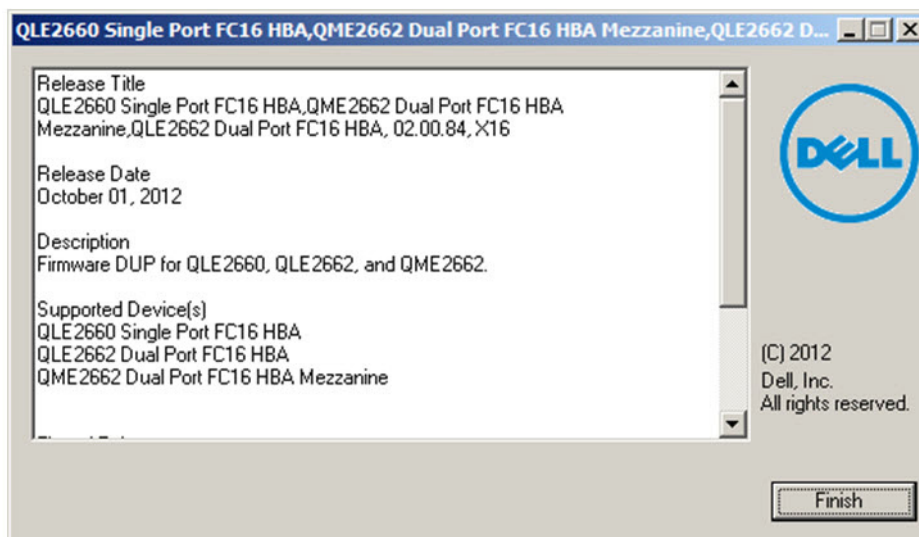 QLE2660 Single Port FC16 HBA,QME2662 Dual Port FC16 HBA Mezzanine,QLE2662 D...
Release Title
QLE2660 Single Port FC16 HBA,QME2662 Dual Port FC16 HBA
Mezzanine,QLE2662 Dual Port FC16 HBA, 02.00.84, X16
Release Date
October 01, 2012
Description
Firmware DUP for QLE2660, QLE2662, and QME2662.
Supported Device(s)
QLE2660 Single Port FC16 HBA
QLE2662 Dual Port FC16 HBA
QME2662 Dual Port FC16 HBA Mezzanine
DELL
(C) 2012
Dell, Inc.
All rights reserved.
Finish